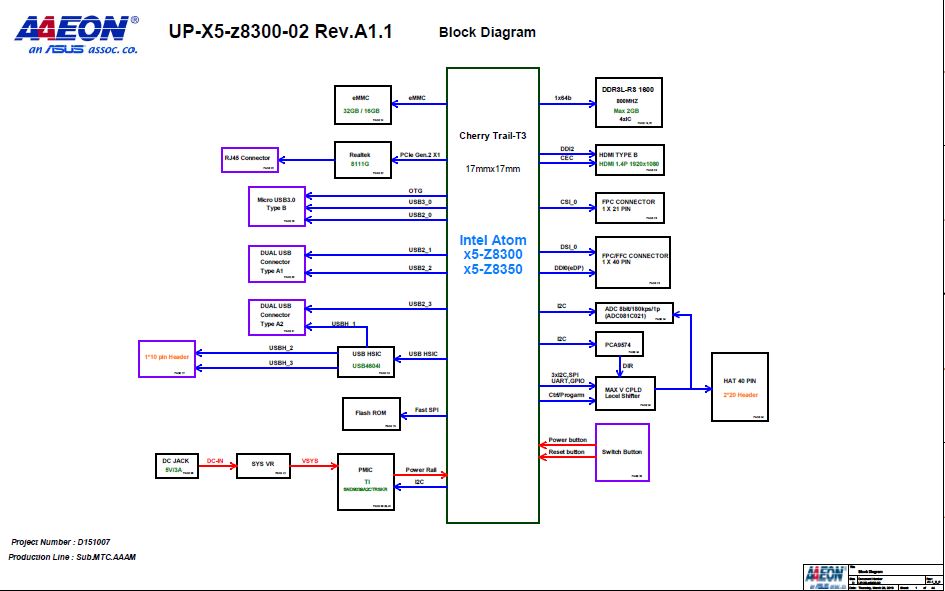 AAEON®
an ASUS assoc. co.
UP-X5-z8300-02 Rev.A1.1
Block Diagram
eMMC
32GB / 16GB
eMMC
Cherry Trail-T3
17mmx17mm
Intel Atom
x5-Z8300
x5-Z8350
1x64b
DDR3L-RS 1600
800MHZ
Max 2GB
4xIC
RJ45 Connector
Realtek
8111G
PCIe Gen.2 X1
DDI2
CEC
HDMI TYPE B
HDMI 1.4P 1920x1080
Micro USB3.0
Type B
OTG
USB3_0
USB2_0
CSI_0
FPC CONNECTOR
1 X 21 PIN
DUAL USB
Connector
Type A1
USB2_1
USB2_2
DSI_0
DDI0(eDP)
FPC/FFC CONNECTOR
1 X 40 PIN
DUAL USB
Connector
Type A2
USB2_3
USBH_1
I2C
ADC 8bit/188kps/1p
(ADC081C021)
1*10 pin Header
USBH_2
USBH_3
USB HSIC
USB4604I
USB HSIC
I2C
PCA9574
DIR
3xI2C,SPI
UART,GPIO
Ctrl/Progarm
MAX V CPLD
Lecel Shifter
HAT 40 PIN
2*20 Header
Flash ROM
Fast SPI
Power button
Reset button
Switch Button
DC JACK
5V/3A
DC-IN
SYS VR
VSYS
PMIC
TI
Power Rail
I2C
Project Number : D151007
Production Line : Sub.MTC.AAAM
AAEON
an ASUS assoc. co.
Block Diagram